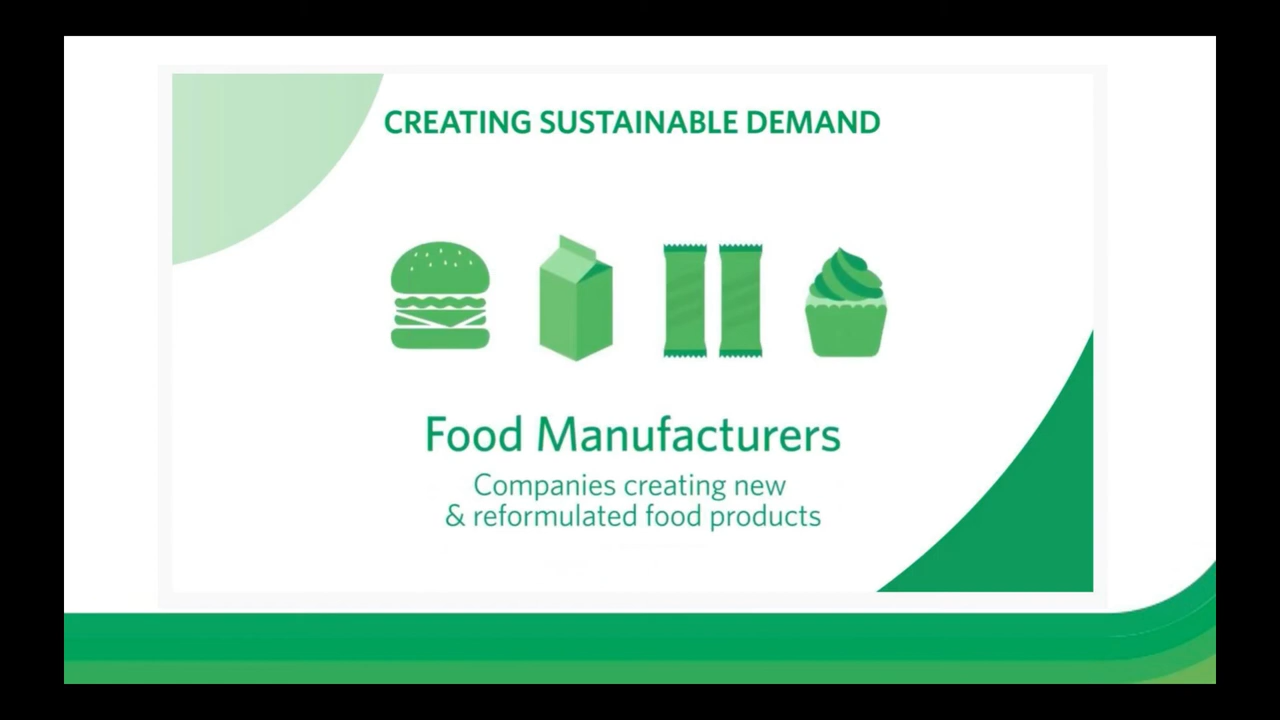 CREATING SUSTAINABLE DEMAND
Food Manufacturers
Companies creating new
& reformulated food products